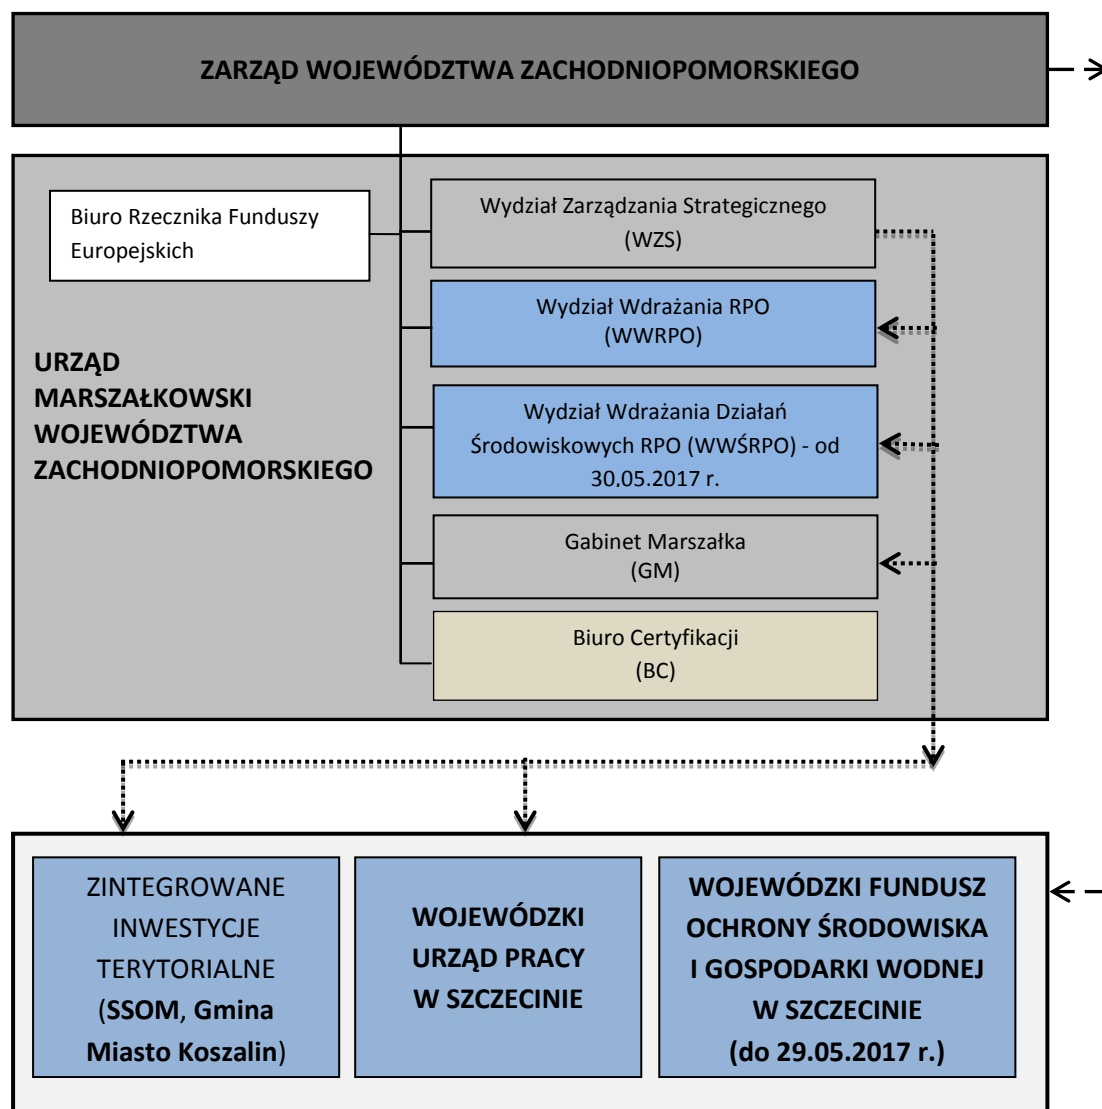 ZARZĄD WOJEWÓDZTWA ZACHODNIOPOMORSKIEGO
Biuro Rzecznika Funduszy
Europejskich
Wydział Zarządzania Strategicznego
(WZS)
Wydział Wdrażania RPO
(WWRPO)
URZĄD
MARSZAŁKOWSKI
WOJEWÓDZTWA
ZACHODNIOPOMORSKIEGO
Wydział Wdrażania Działań
Środowiskowych RPO (WWŚRPO) - od
30.05.2017 r.
Gabinet Marszałka
(GM)
Biuro Certyfikacji
(BC)
ZINTEGROWANE
INWESTYCJE
TERYTORIALNE
(SSOM, Gmina
Miasto Koszalin)
WOJEWÓDZKI
URZĄD PRACY
W SZCZECINIE
WOJEWÓDZKI FUNDUSZ
OCHRONY ŚRODOWISKA
I GOSPODARKI WODNEJ
W SZCZECINIE
(do 29.05.2017 r.)